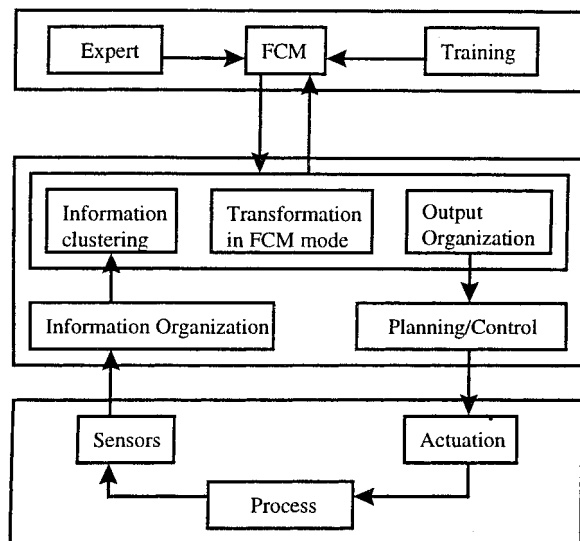 Expert
FCM
Training
Information
clustering
Transformation
in FCM mode
Output
Organization
Information Organization
Planning/Control
Sensors
Actuation
Process